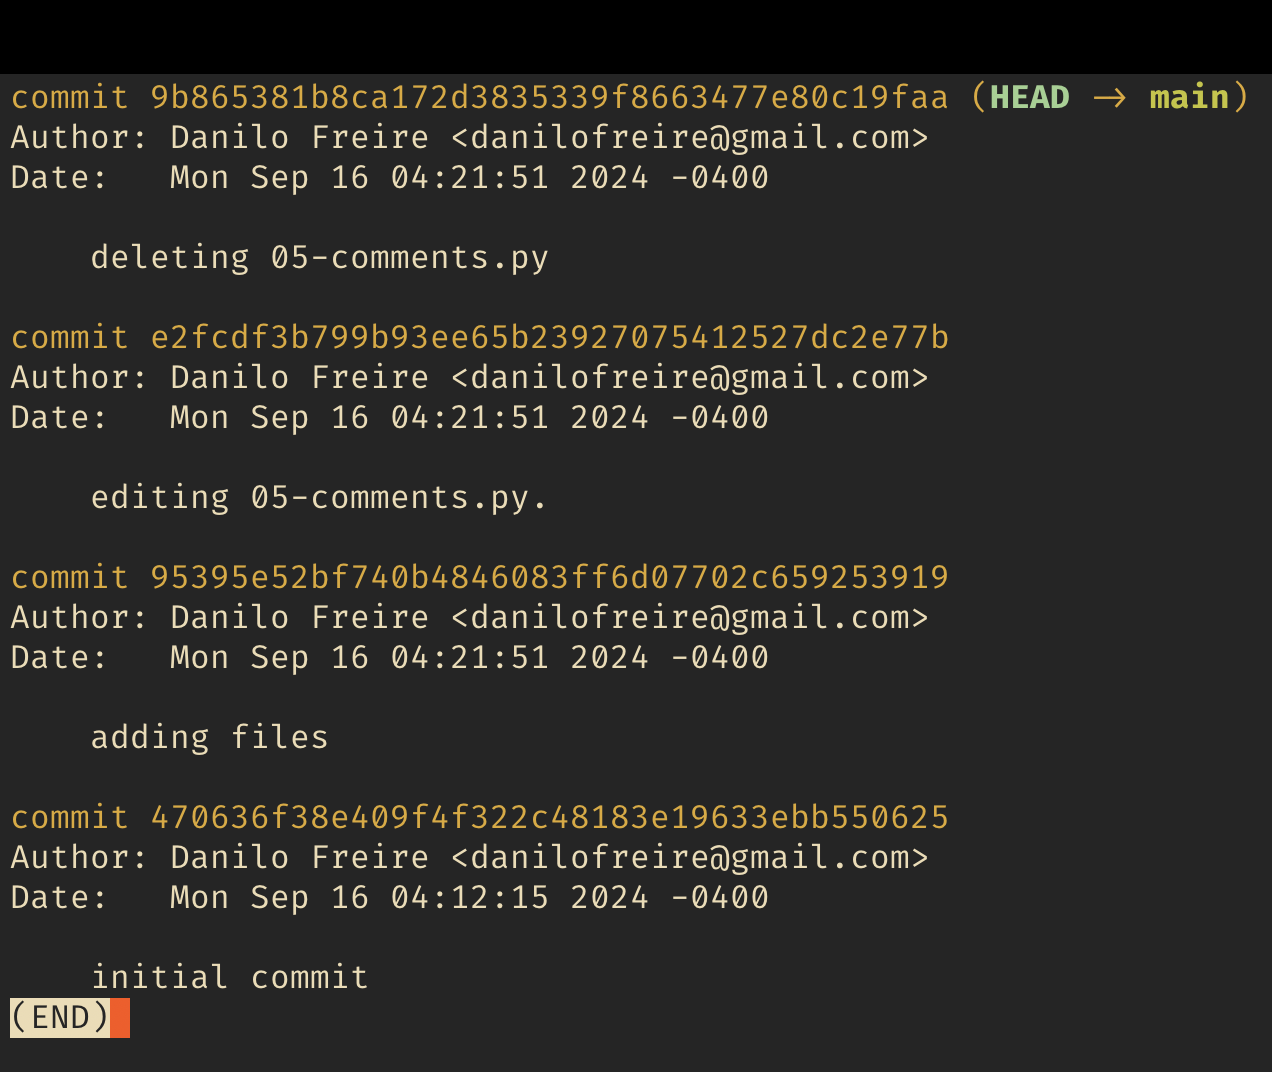 commit 9b865381b8ca172d3835339f8663477e80c19faa (HEAD -> main)
Author: Danilo Freire <danilofreire@gmail.com>
Date:   Mon Sep 16 04:21:51 2024 -0400
    deleting 05-comments.py
commit e2fcdf3b799b93ee65b23927075412527dc2e77b
Author: Danilo Freire <danilofreire@gmail.com>
Date:   Mon Sep 16 04:21:51 2024 -0400
    editing 05-comments.py.
commit 95395e52bf740b4846083ff6d07702c659253919
Author: Danilo Freire <danilofreire@gmail.com>
Date:   Mon Sep 16 04:21:51 2024 -0400
    adding files
commit 470636f38e409f4f322c48183e19633ebb550625
Author: Danilo Freire <danilofreire@gmail.com>
Date:   Mon Sep 16 04:12:15 2024 -0400
    initial commit
(END)